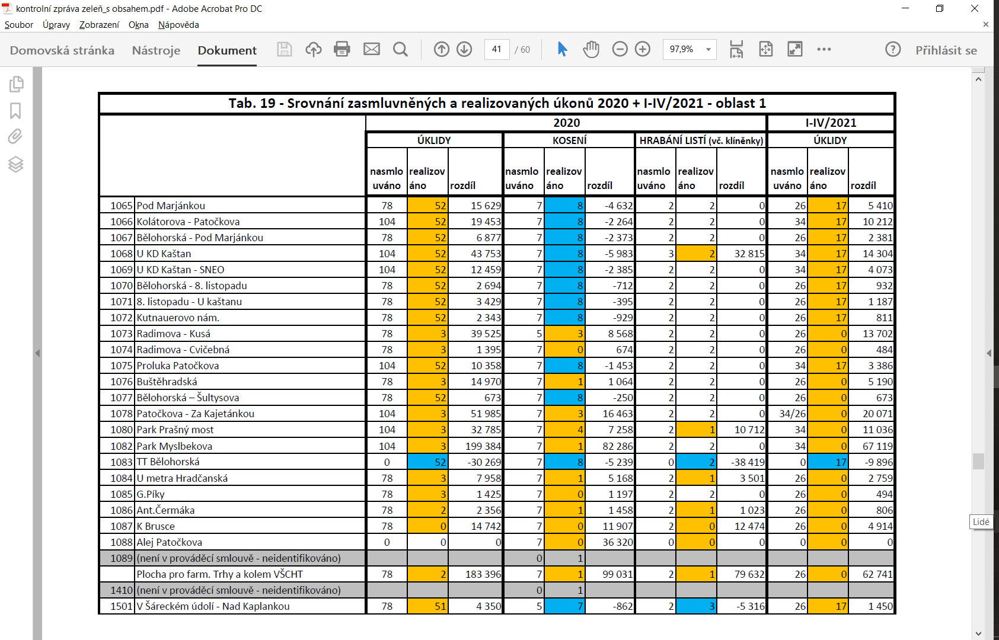 kontrolní zpráva zeleň_s obsahem.pdf - Adobe Acrobat Pro DC
Soubor Úpravy Zobrazení Okna Nápověda
Domovská stránka Nástroje Dokument 41 / 60 97,9% Přihlásit se
Tab. 19 - Srovnání zasmluvněných a realizovaných úkonů 2020 + I-IV/2021 - oblast 1
2020 I-IV/2021
ÚKLIDY KOSENÍ HRABÁNÍ LISTÍ (vč. klíněnky) ÚKLIDY
nasmlo realizov nasmlo realizov nasmlo realizov nasmlo realizov
uváno áno rozdíl uváno áno rozdíl uváno áno rozdíl uváno áno rozdíl
1065 Pod Marjánkou 78 52 15 629 7 8 -4 632 2 2 0 26 17 5 410
1066 Kolátorova - Patočkova 104 52 19 453 7 8 -2 264 2 2 0 34 17 10 212
1067 Bělohorská - Pod Marjánkou 78 52 6 877 7 8 -2 373 2 2 0 26 17 2 381
1068 U KD Kaštan 104 52 43 753 7 8 -5 983 3 2 32 815 34 17 14 304
1069 U KD Kaštan - SNEO 104 52 12 459 7 8 -2 385 2 2 0 34 17 4 073
1070 Bělohorská - 8. listopadu 78 52 2 694 7 8 -712 2 2 0 26 17 932
1071 8. listopadu - U kaštanu 78 52 3 429 7 8 -395 2 2 0 26 17 1 187
1072 Kutnauerovo nám. 78 52 2 343 7 8 -929 2 2 0 26 17 811
1073 Radimova - Kusá 78 3 39 525 5 3 8 568 2 2 0 26 0 13 702
1074 Radimova - Cvičebná 78 3 1 395 7 0 674 2 2 0 26 0 484
1075 Proluka Patočkova 104 52 10 358 7 8 -1 453 2 2 0 34 17 3 386
1076 Buštěhradská 78 3 14 970 7 1 1 064 2 2 0 26 0 5 190
1077 Bělohorská – Šultysova 78 52 673 7 8 -250 2 2 0 26 0 673
1078 Patočkova - Za Kajetánkou 104 3 51 985 7 3 16 463 2 2 0 34/26 0 20 071
1080 Park Prašný most 104 3 32 785 7 4 7 258 2 1 10 712 34 0 11 036
1082 Park Myslbekova 104 3 199 384 7 1 82 286 2 2 0 34 0 67 119
1083 TT Bělohorská 0 52 -30 269 7 8 -5 239 0 2 -38 419 0 17 -9 896
1084 U metra Hradčanská 78 3 7 958 7 1 5 168 2 1 3 501 26 0 2 759
1085 G.Píky 78 3 1 425 7 0 1 197 2 2 0 26 0 494
1086 Ant.Čermáka 78 2 2 356 7 1 1 458 2 1 1 023 26 0 806
1087 K Brusce 78 0 14 742 7 0 11 907 2 0 12 474 26 0 4 914
1088 Alej Patočkova 0 0 0 7 0 36 320 0 0 0 0 0 0
1089 (není v prováděcí smlouvě - neidentifikováno) 0 1
Plocha pro farm. Trhy a kolem VŠCHT 78 2 183 396 7 1 99 031 2 1 79 632 26 0 62 741
1410 (není v prováděcí smlouvě - neidentifikováno) 0 1
1501 V Šáreckém údolí - Nad Kaplankou 78 51 4 350 5 7 -862 2 3 -5 316 26 17 1 450
Lidé